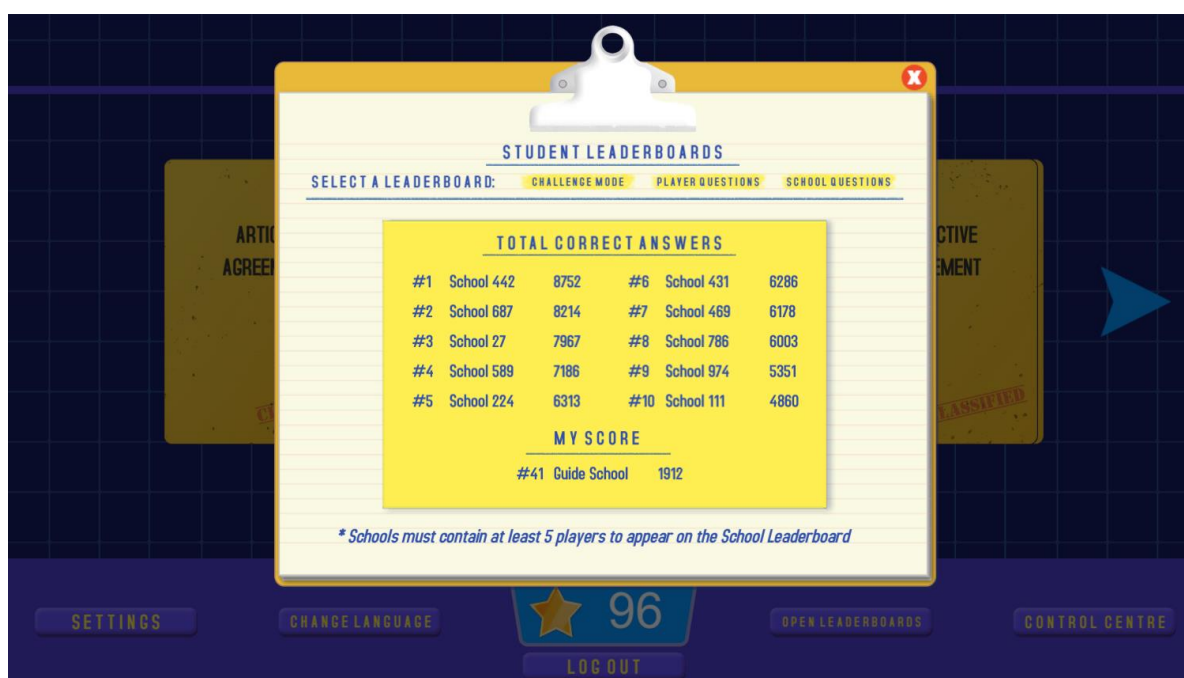 STUDENT LEADERBOARDS
SELECT A LEADERBOARD: CHALLENGE MODE PLAYER QUESTIONS SCHOOL QUESTIONS
TOTAL CORRECT ANSWERS
#1 School 442 8752
#2 School 687 8214
#3 School 27 7967
#4 School 589 7186
#5 School 224 6313
#6 School 431 6286
#7 School 469 6178
#8 School 786 6003
#9 School 974 5351
#10 School 111 4860
MY SCORE
#41 Guide School 1912
* Schools must contain at least 5 players to appear on the School Leaderboard
SETTINGS
CHANGE LANGUAGE
96
OPEN LEADERBOARDS
CONTROL CENTRE
LOG OUT